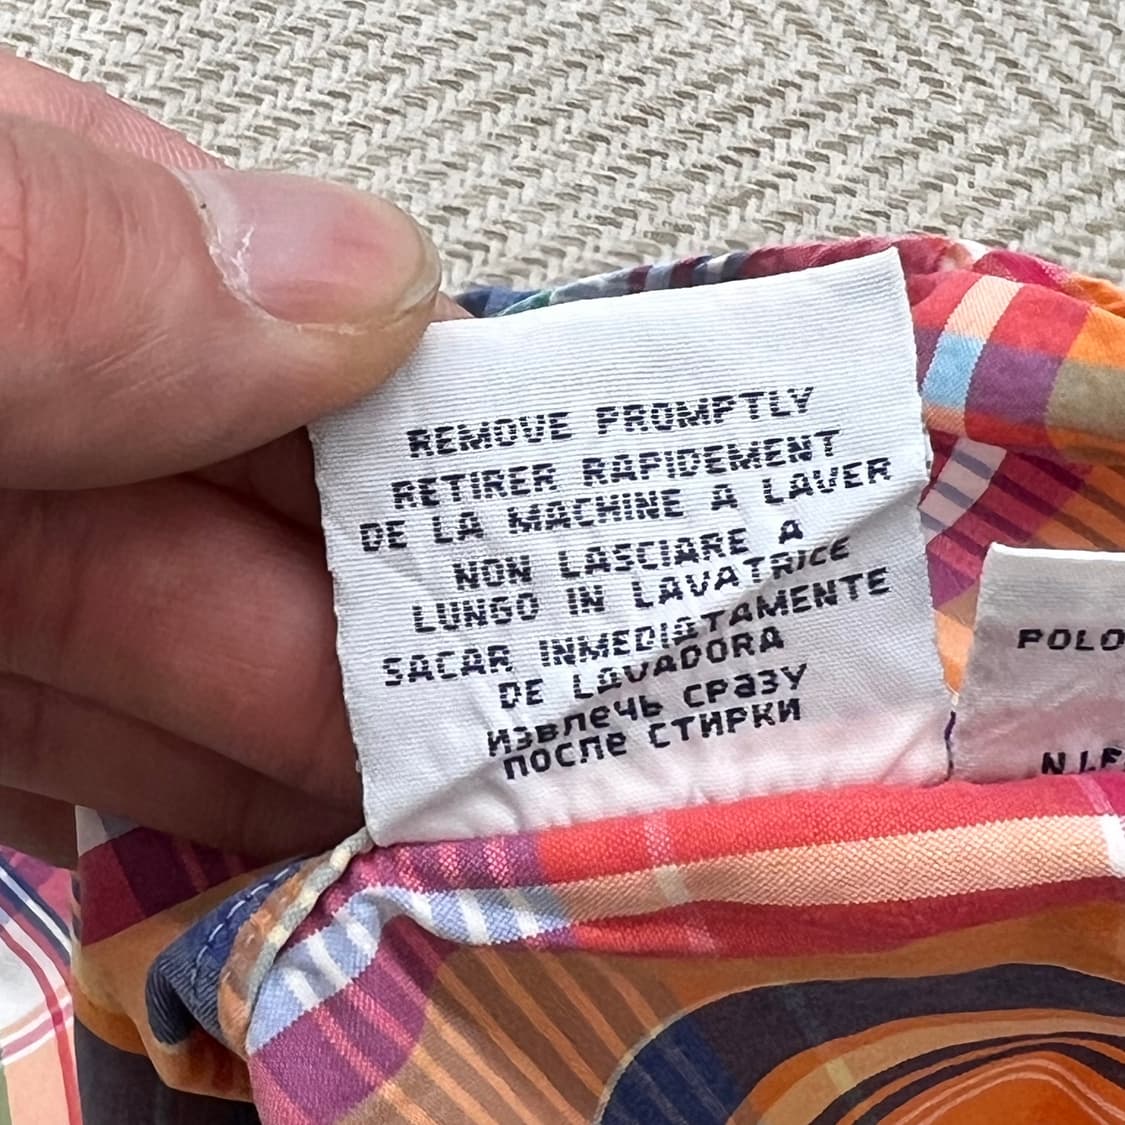 REMOVE PROMPTLY
RETIRER RAPIDEMENT
DE LA MACHINE A LAVER
NON LASCIARE A
LUNGO IN LAVATRICE
SACAR INMEDIATAMENTE
DE LAVADORA
извлечь сразу
после стирки
POLO